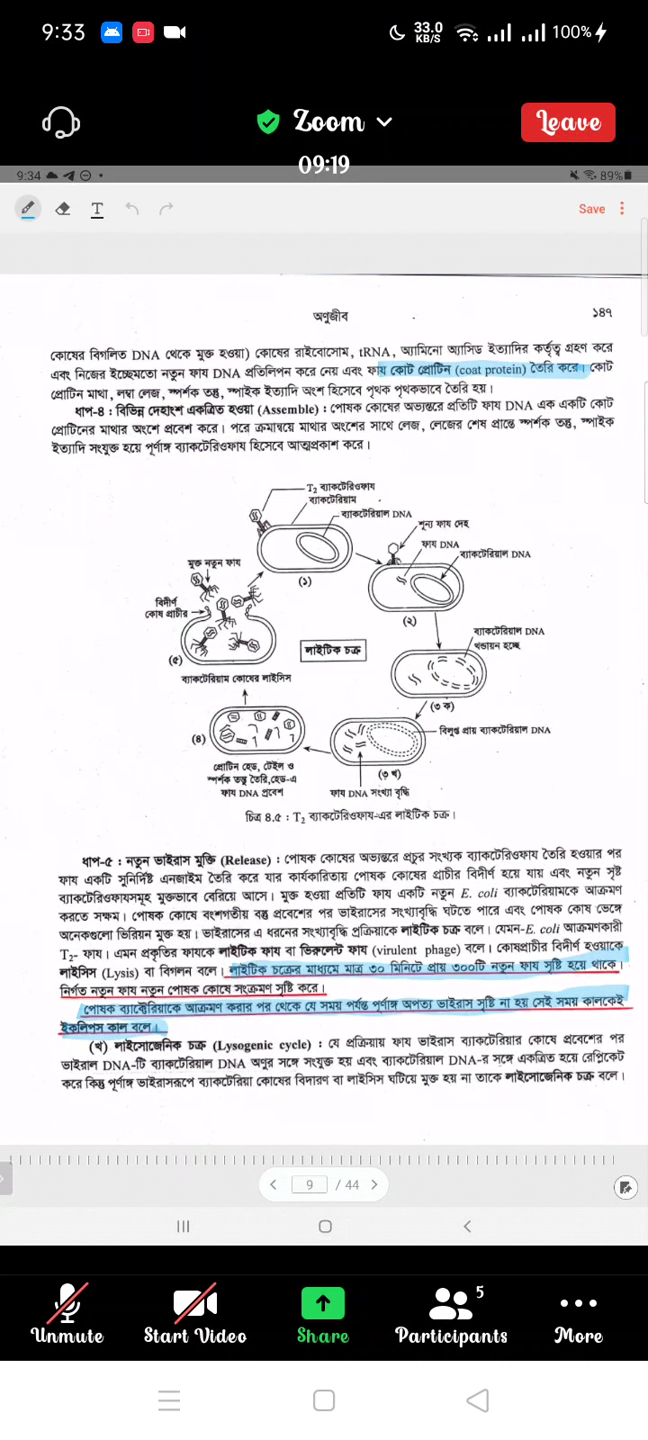 9:33
33.0 KB/S
100%
Zoom
Leave
09:19
9:34
89%
T
Save
অণুজীব
১৪৭
কোষের বিগলিত DNA থেকে মুক্ত হওয়া) কোষের রাইবোসোম, tRNA, অ্যামিনো অ্যাসিড ইত্যাদির কর্তৃত্ব গ্রহণ করে
এবং নিজের ইচ্ছেমতো নতুন ফায DNA প্রতিলিপন করে নেয় এবং ফায কোট প্রোটিন (coat protein) তৈরি করে। কোট
প্রোটিন মাথা, লম্বা লেজ, স্পর্শক তন্তু, স্পাইক ইত্যাদি অংশ হিসেবে পৃথক পৃথকভাবে তৈরি হয়।
ধাপ-৪ : বিভিন্ন দেহাংশ একত্রিত হওয়া (Assemble) : পোষক কোষের অভ্যন্তরে প্রতিটি ফায DNA এক একটি কোট
প্রোটিনের মাথার অংশে প্রবেশ করে। পরে ক্রমান্বয়ে মাথার অংশের সাথে লেজ, লেজের শেষ প্রান্তে স্পর্শক তন্তু, স্পাইক
ইত্যাদি সংযুক্ত হয়ে পূর্ণাঙ্গ ব্যাকটেরিওফায হিসেবে আত্মপ্রকাশ করে।
T₂ ব্যাকটেরিওফায
ব্যাকটেরিয়াম
ব্যাকটেরিয়াল DNA
(১)
শূন্য ফায দেহ
ফায DNA
ব্যাকটেরিয়াল DNA
(২)
মুক্ত নতুন ফায
বিদীর্ণ
কোষ প্রাচীর
(৫)
ব্যাকটেরিয়াম কোষের লাইসিস
লাইটিক চক্র
ব্যাকটেরিয়াল DNA
খন্ডায়ন হচ্ছে
(৩ ক)
(৪)
প্রোটিন হেড, টেইল ও
স্পর্শক তন্তু তৈরি, হেড-এ
ফায DNA প্রবেশ
বিলুপ্ত প্রায় ব্যাকটেরিয়াল DNA
(৩ খ)
ফায DNA সংখ্যা বৃদ্ধি
চিত্র ৪.৫ : T₂ ব্যাকটেরিওফায-এর লাইটিক চক্র।
ধাপ-৫ : নতুন ভাইরাস মুক্তি (Release) : পোষক কোষের অভ্যন্তরে প্রচুর সংখ্যক ব্যাকটেরিওফায তৈরি হওয়ার পর
ফায একটি সুনির্দিষ্ট এনজাইম তৈরি করে যার কার্যকারিতায় পোষক কোষের প্রাচীর বিদীর্ণ হয়ে যায় এবং নতুন সৃষ্ট
ব্যাকটেরিওফাযসমূহ মুক্তভাবে বেরিয়ে আসে। মুক্ত হওয়া প্রতিটি ফায একটি নতুন E. coli ব্যাকটেরিয়ামকে আক্রমণ
করতে সক্ষম। পোষক কোষে বংশগতীয় বস্তু প্রবেশের পর ভাইরাসের সংখ্যাবৃদ্ধি ঘটতে পারে এবং পোষক কোষ ভেঙ্গে
অনেকগুলো ভিরিয়ন মুক্ত হয়। ভাইরাসের এ ধরনের সংখ্যাবৃদ্ধি প্রক্রিয়াকে লাইটিক চক্র বলে। যেমন-E. coli আক্রমণকারী
T₂- ফায। এমন প্রকৃতির ফাযকে লাইটিক ফায বা ভিরুলেন্ট ফায (virulent phage) বলে। কোষপ্রাচীর বিদীর্ণ হওয়াকে
লাইসিস (Lysis) বা বিগলন বলে। লাইটিক চক্রের মাধ্যমে মাত্র ৩০ মিনিটে প্রায় ৩০০টি নতুন ফায সৃষ্টি হয়ে থাকে।
নির্গত নতুন ফায নতুন পোষক কোষে সংক্রমণ সৃষ্টি করে।
পোষক ব্যাক্টেরিয়াকে আক্রমণ করার পর থেকে যে সময় পর্যন্ত পূর্ণাঙ্গ অপত্য ভাইরাস সৃষ্টি না হয় সেই সময় কালকেই
ইকলিপস কাল বলে।
(খ) লাইসোজেনিক চক্র (Lysogenic cycle) : যে প্রক্রিয়ায় ফায ভাইরাস ব্যাকটেরিয়ার কোষে প্রবেশের পর
ভাইরাল DNA-টি ব্যাকটেরিয়াল DNA অণুর সঙ্গে সংযুক্ত হয় এবং ব্যাকটেরিয়াল DNA-র সঙ্গে একত্রিত হয়ে রেপ্লিকেট
করে কিন্তু পূর্ণাঙ্গ ভাইরাসরূপে ব্যাকটেরিয়া কোষের বিদারণ বা লাইসিস ঘটিয়ে মুক্ত হয় না তাকে লাইসোজেনিক চক্র বলে।
9 / 44
5
Unmute
Start Video
Share
Participants
More